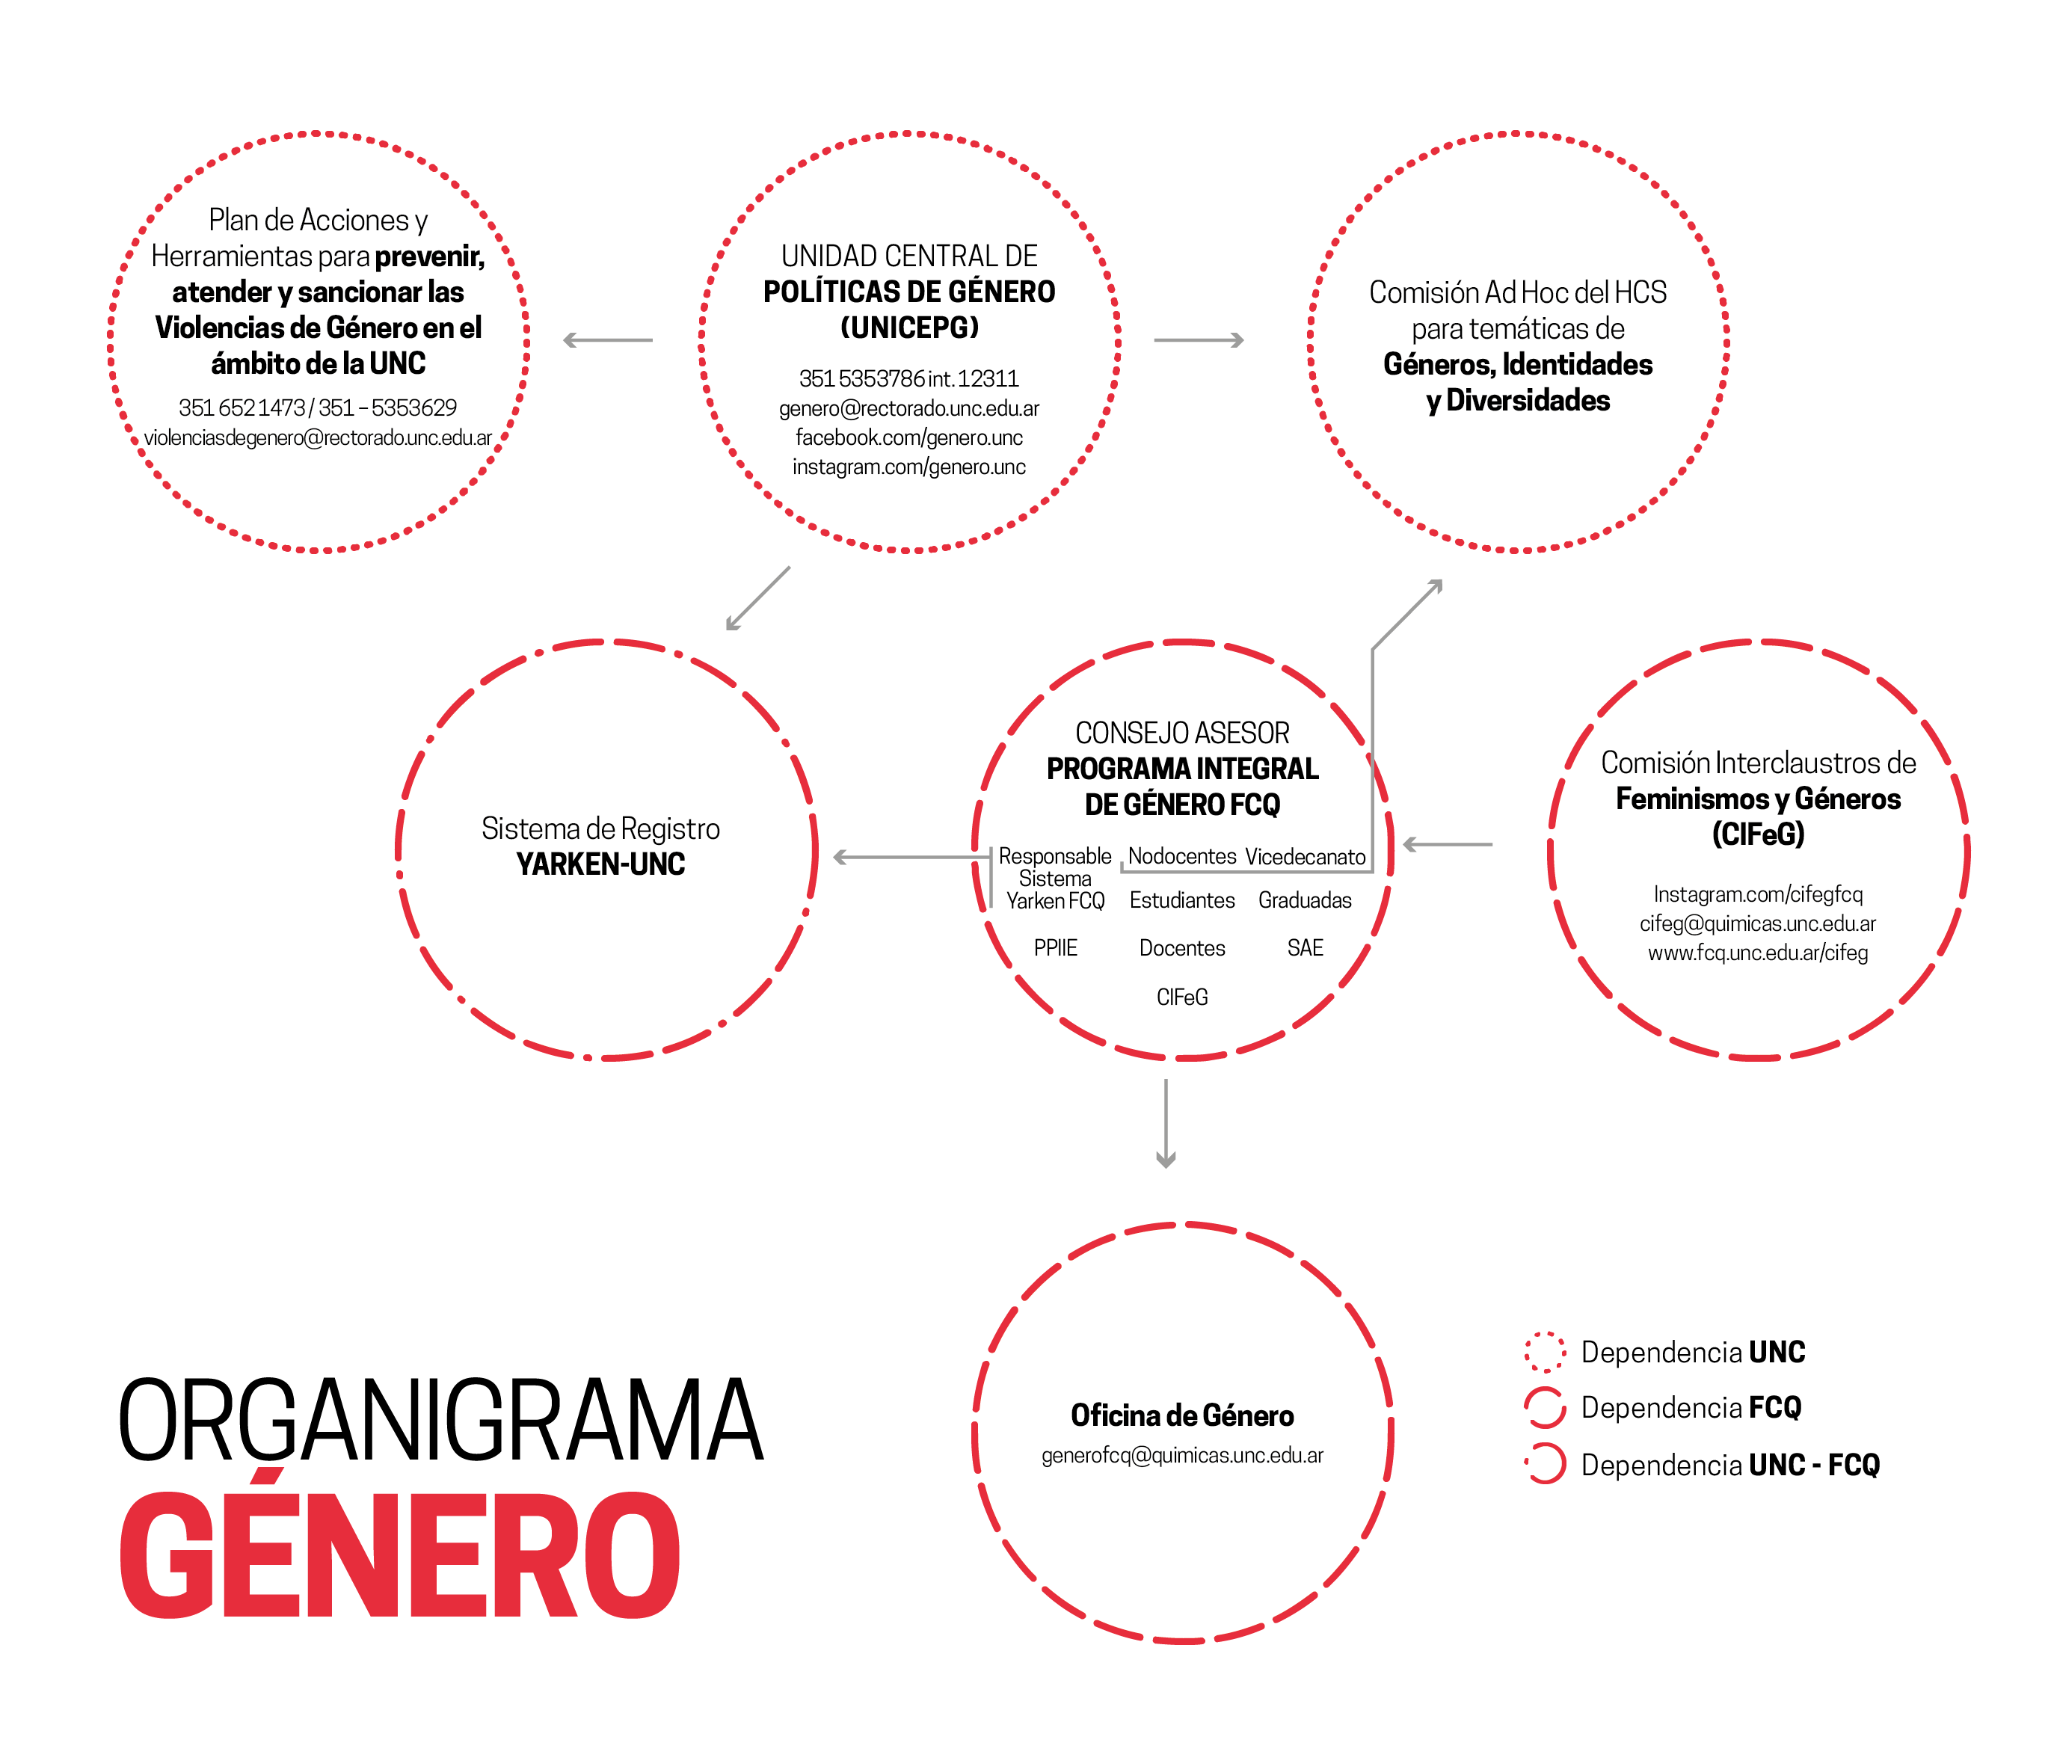 Plan de Acciones y
Herramientas para prevenir,
atender y sancionar las
Violencias de Género en el
ámbito de la UNC
351 652 1473 / 351 – 5353629
violenciasdegenero@rectorado.unc.edu.ar
UNIDAD CENTRAL DE
POLÍTICAS DE GÉNERO
(UNICEPG)
351 5353786 int. 12311
genero@rectorado.unc.edu.ar
facebook.com/genero.unc
instagram.com/genero.unc
Comisión Ad Hoc del HCS
para temáticas de
Géneros, Identidades
y Diversidades
Sistema de Registro
YARKEN-UNC
CONSEJO ASESOR
PROGRAMA INTEGRAL
DE GÉNERO FCQ
Responsable
Sistema
Yarken FCQ
Nodocentes
Vicedecanato
Estudiantes
Graduadas
PPIIE
Docentes
SAE
CIFeG
Comisión Interclaustros de
Feminismos y Géneros
(CIFeG)
Instagram.com/cifegfcq
cifeg@quimicas.unc.edu.ar
www.fcq.unc.edu.ar/cifeg
Oficina de Género
generofcq@quimicas.unc.edu.ar
ORGANIGRAMA
GÉNERO
Dependencia UNC
Dependencia FCQ
Dependencia UNC - FCQ